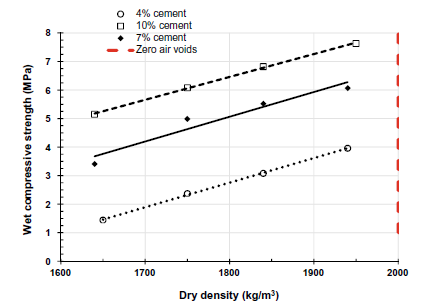 4% cement
10% cement
7% cement
Zero air voids
8
7
6
5
4
3
2
1
0
Wet compressive strength (MPa)
1600 1700 1800 1900 2000
Dry density (kg/m³)